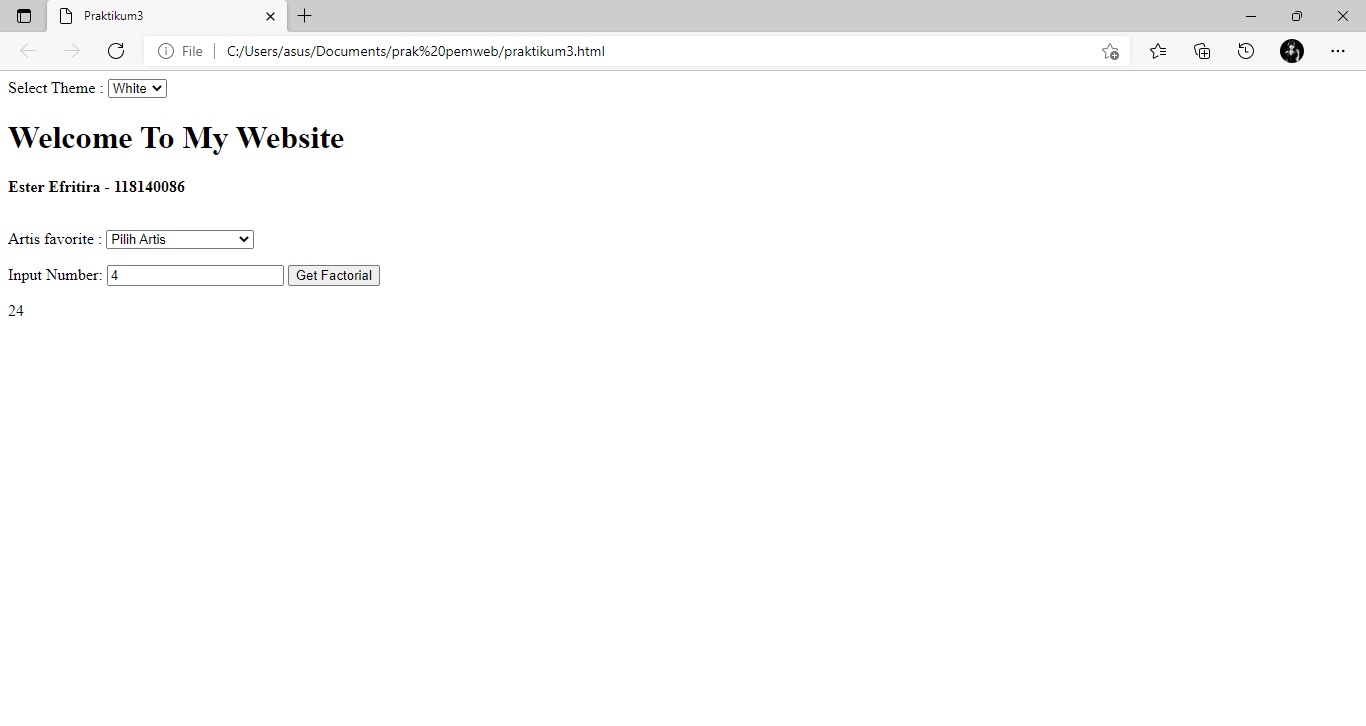 Praktikum3
File C:/Users/asus/Documents/prak%20pemweb/praktikum3.html
Select Theme : White
Welcome To My Website
Ester Efritira - 118140086
Artis favorite : Pilih Artis
Input Number: 4 Get Factorial
24